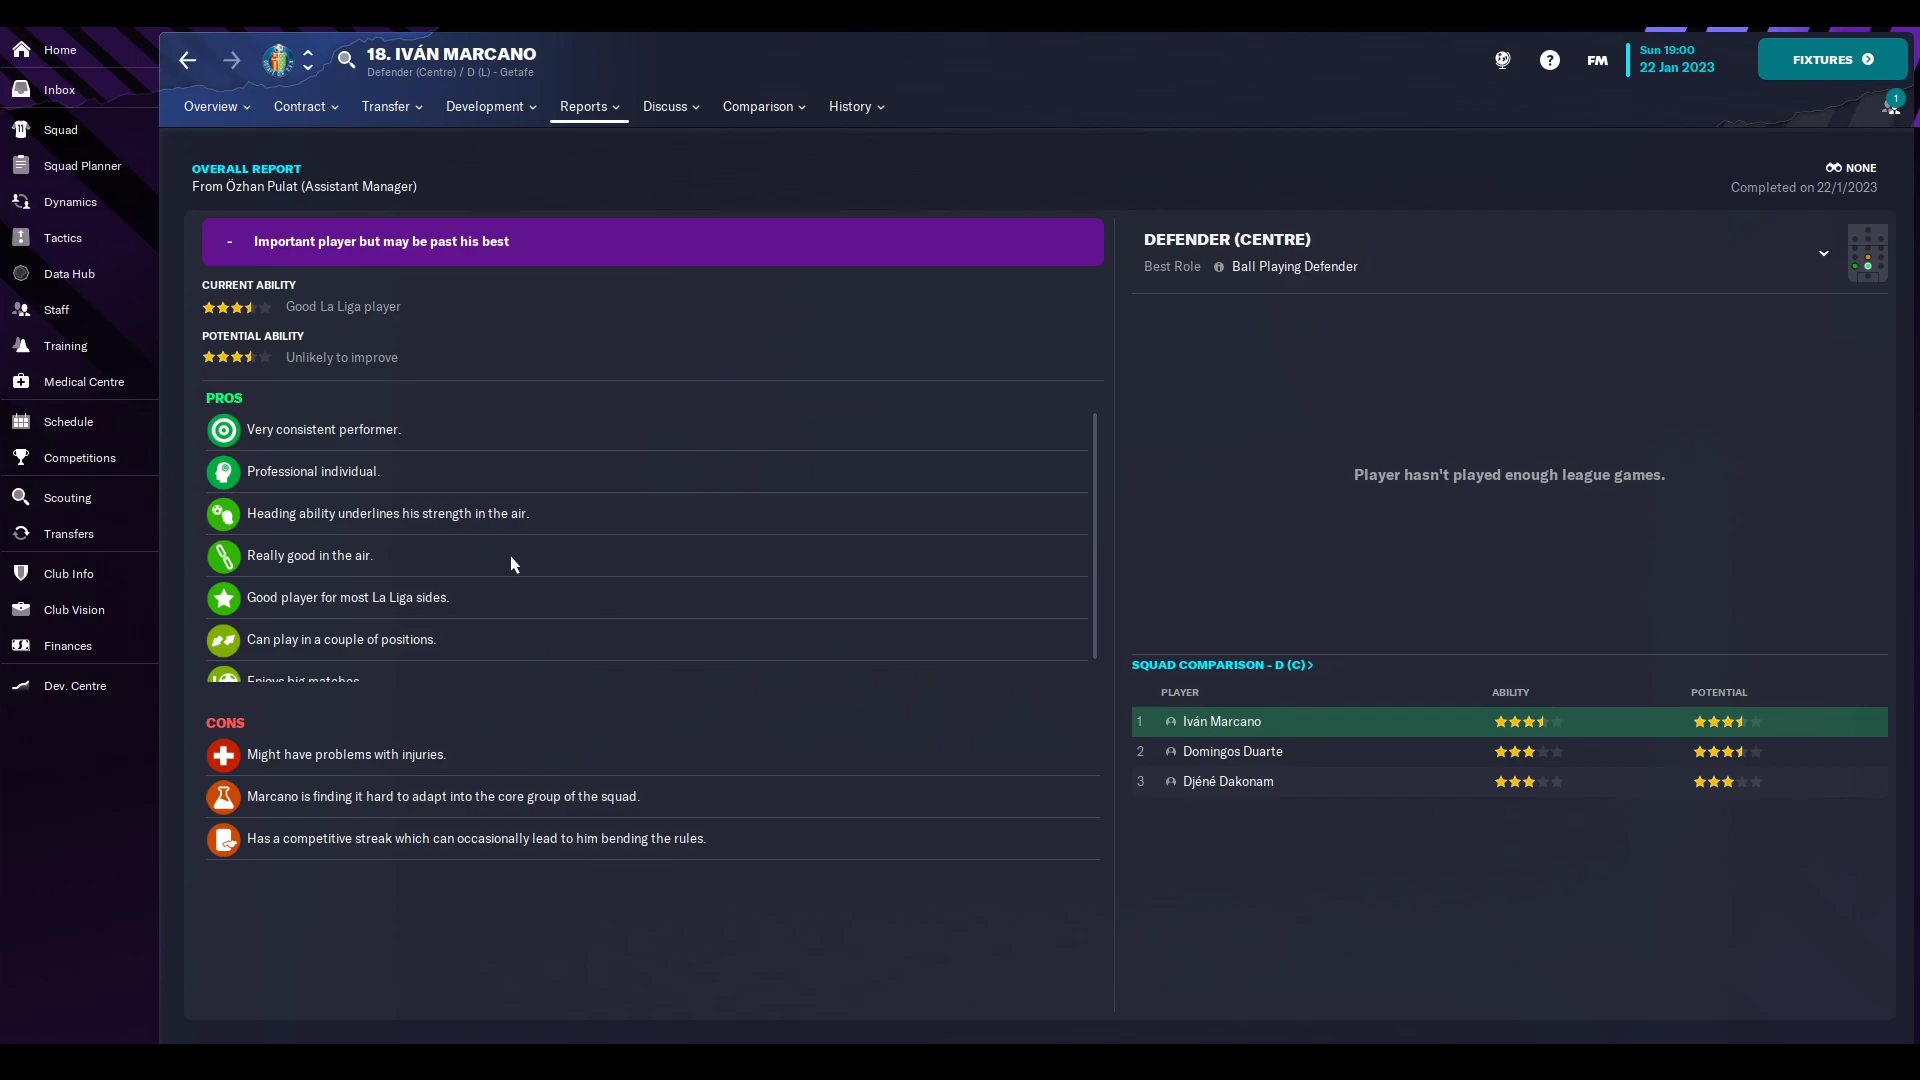 Home
Inbox
Squad
Squad Planner
Dynamics
Tactics
Data Hub
Staff
Training
Medical Centre
Schedule
Competitions
Scouting
Transfers
Club Info
Club Vision
Finances
Dev. Centre
18. IVÁN MARCANO
Defender (Centre) / D (L) - Getafe
FM
Sun 19:00
22 Jan 2023
FIXTURES
1
Overview
Contract
Transfer
Development
Reports
Discuss
Comparison
History
OVERALL REPORT
From Özhan Pulat (Assistant Manager)
NONE
Completed on 22/1/2023
- Important player but may be past his best
CURRENT ABILITY
Good La Liga player
POTENTIAL ABILITY
Unlikely to improve
PROS
Very consistent performer.
Professional individual.
Heading ability underlines his strength in the air.
Really good in the air.
Good player for most La Liga sides.
Can play in a couple of positions.
Enjoys big matches.
CONS
Might have problems with injuries.
Marcano is finding it hard to adapt into the core group of the squad.
Has a competitive streak which can occasionally lead to him bending the rules.
DEFENDER (CENTRE)
Best Role Ball Playing Defender
Player hasn't played enough league games.
SQUAD COMPARISON - D (C) >
PLAYER ABILITY POTENTIAL
1 Iván Marcano
2 Domingos Duarte
3 Djéné Dakonam